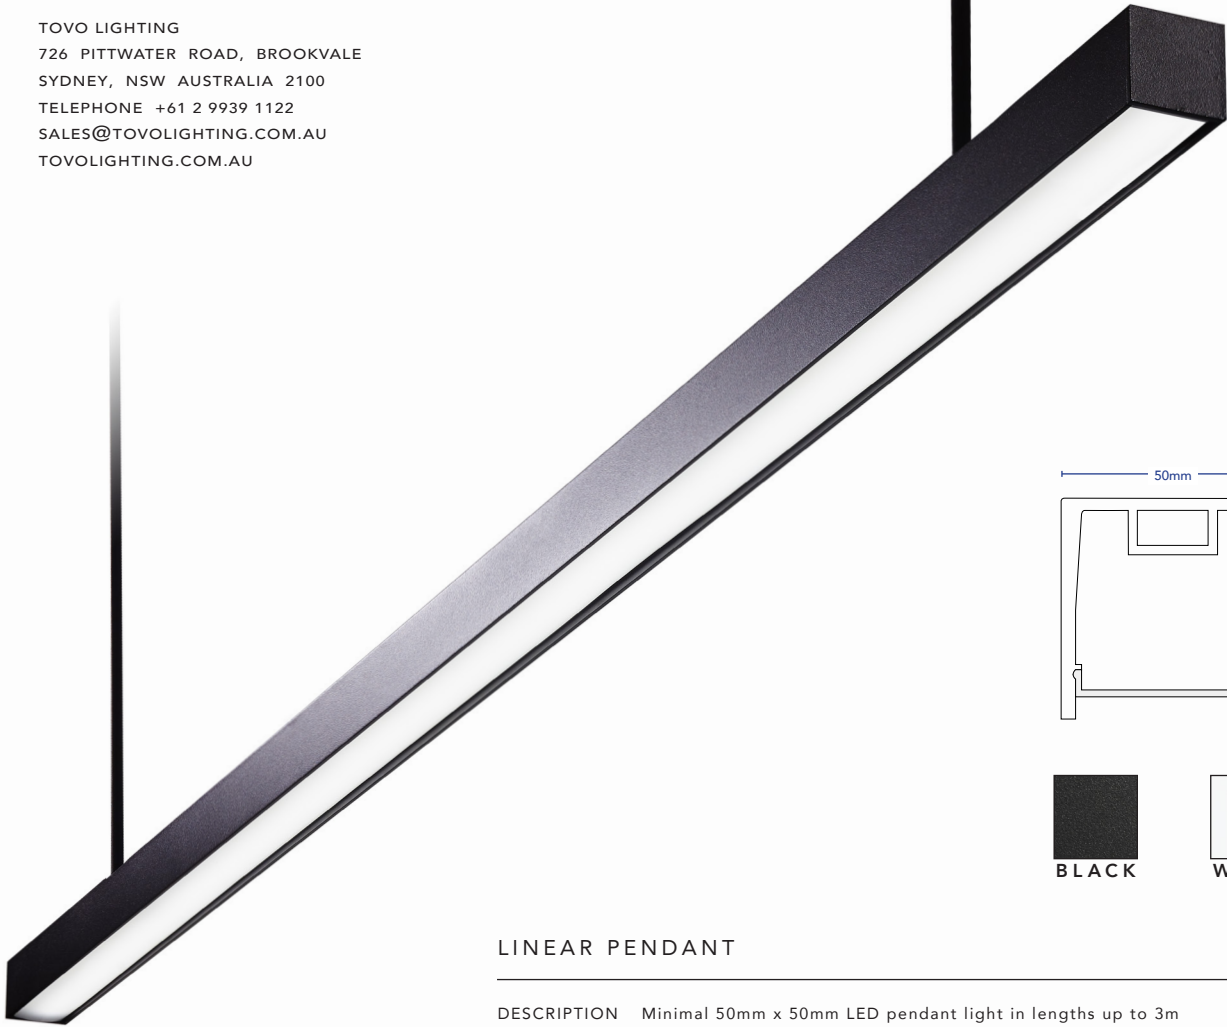 TOVO LIGHTING
726 PITTWATER ROAD, BROOKVALE
SYDNEY, NSW AUSTRALIA 2100
TELEPHONE +61 2 9939 1122
SALES@TOVOLIGHTING.COM.AU
TOVOLIGHTING.COM.AU
50mm
BLACK
LINEAR PENDANT
DESCRIPTION Minimal 50mm x 50mm LED pendant light in lengths up to 3m